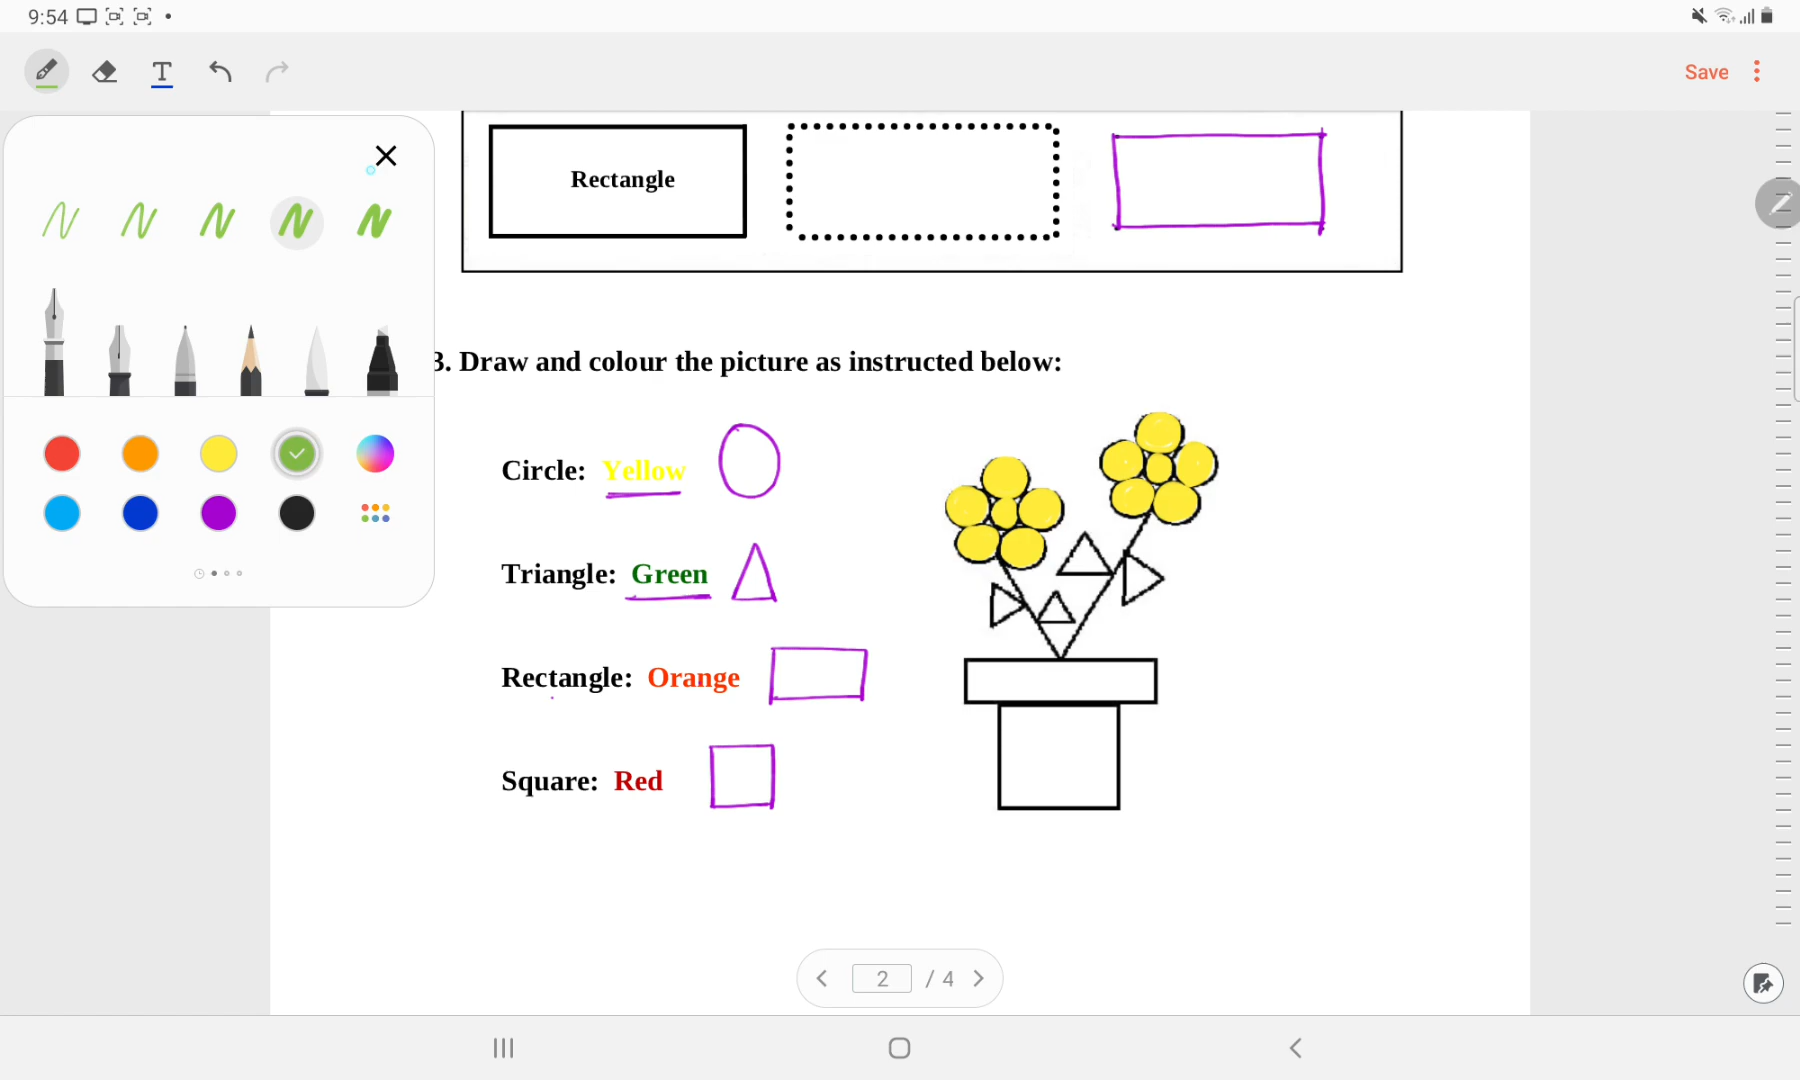 9:54
Save
Rectangle
3. Draw and colour the picture as instructed below:
Circle: Yellow
Triangle: Green
Rectangle: Orange
Square: Red
2 / 4